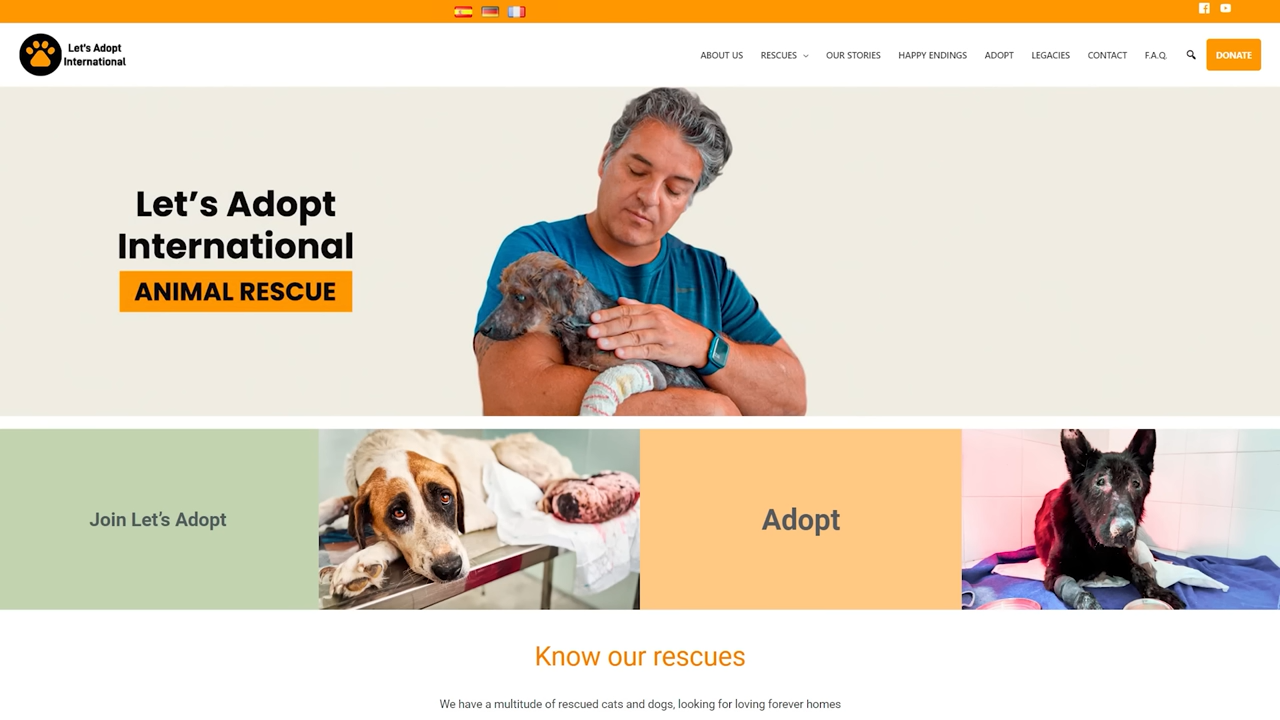 Let's Adopt
International
ABOUT US
RESCUES
OUR STORIES
HAPPY ENDINGS
ADOPT
LEGACIES
CONTACT
F.A.Q.
DONATE
Let's Adopt
International
ANIMAL RESCUE
Join Let's Adopt
Adopt
Know our rescues
We have a multitude of rescued cats and dogs, looking for loving forever homes